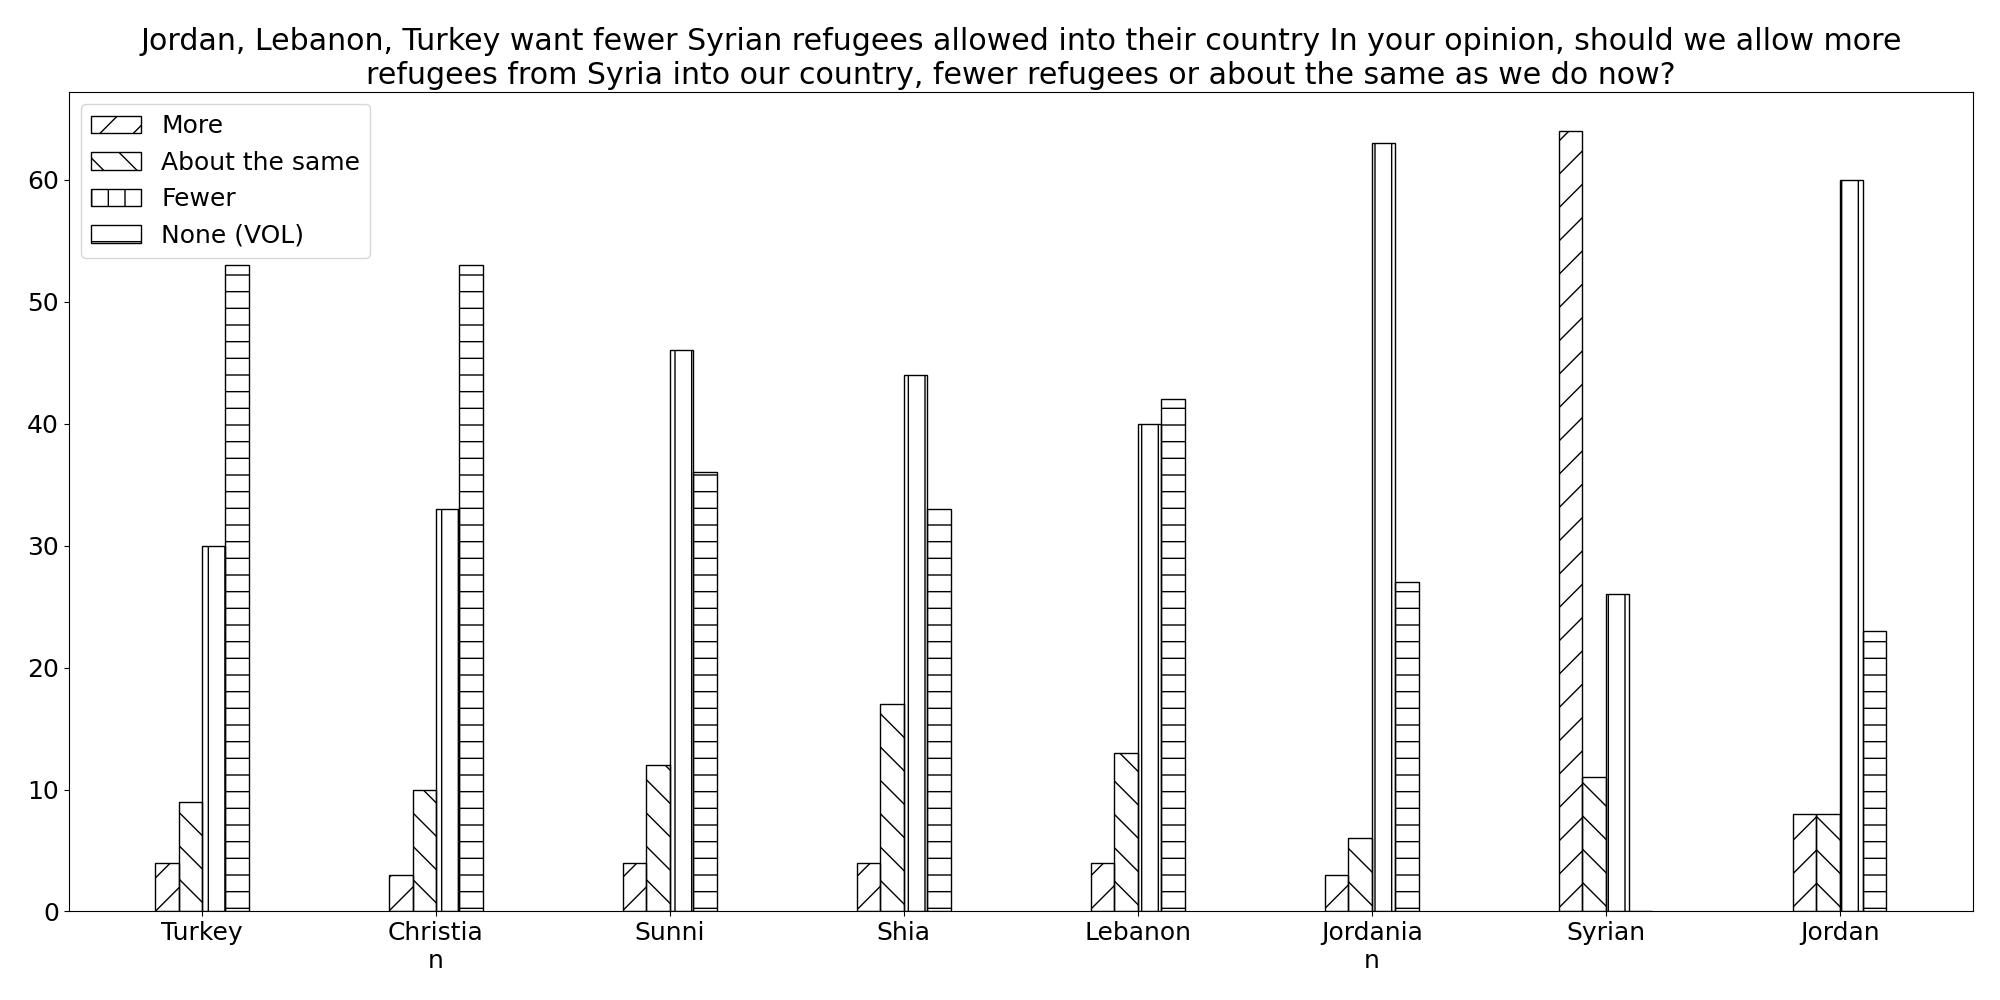 Jordan, Lebanon, Turkey want fewer Syrian refugees allowed into their country In your opinion, should we allow more
refugees from Syria into our country, fewer refugees or about the same as we do now?
More
About the same
Fewer
None (VOL)
60
50
40
30
20
10
0
Turkey
Christia
n
Sunni
Shia
Lebanon
Jordania
n
Syrian
Jordan